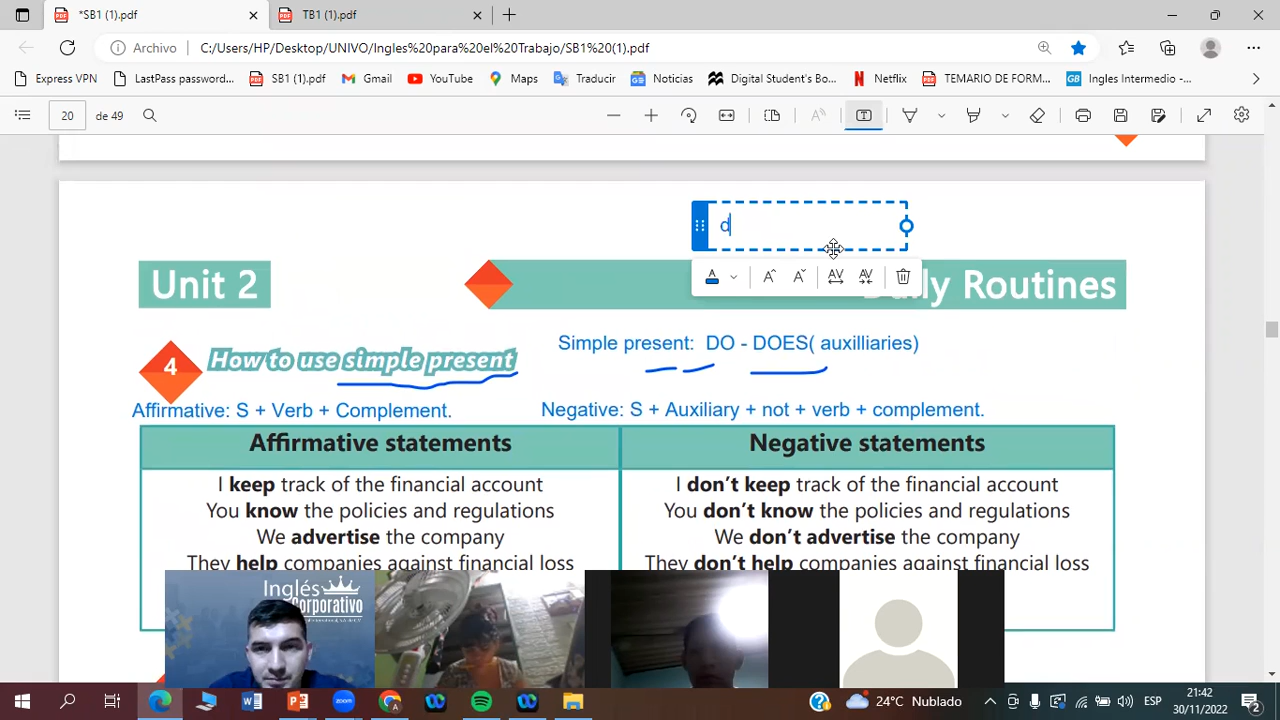 *SB1 (1).pdf
TB1 (1).pdf
Archivo
C:/Users/HP/Desktop/UNIVO/Ingles%20para%20el%20Trabajo/SB1%20(1).pdf
Express VPN
LastPass password...
SB1 (1).pdf
Gmail
YouTube
Maps
Traducir
Noticias
Digital Student's Bo...
Netflix
TEMARIO DE FORM...
Ingles Intermedio -...
20 de 49
d
Unit 2
Daily Routines
4 How to use simple present
Simple present: DO - DOES( auxilliaries)
Affirmative: S + Verb + Complement.
Negative: S + Auxiliary + not + verb + complement.
Affirmative statements
Negative statements
I keep track of the financial account
You know the policies and regulations
We advertise the company
They help companies against financial loss
I don't keep track of the financial account
You don't know the policies and regulations
We don't advertise the company
They don't help companies against financial loss
Inglés
Corporativo
24°C Nublado
ESP
21:42
30/11/2022
2